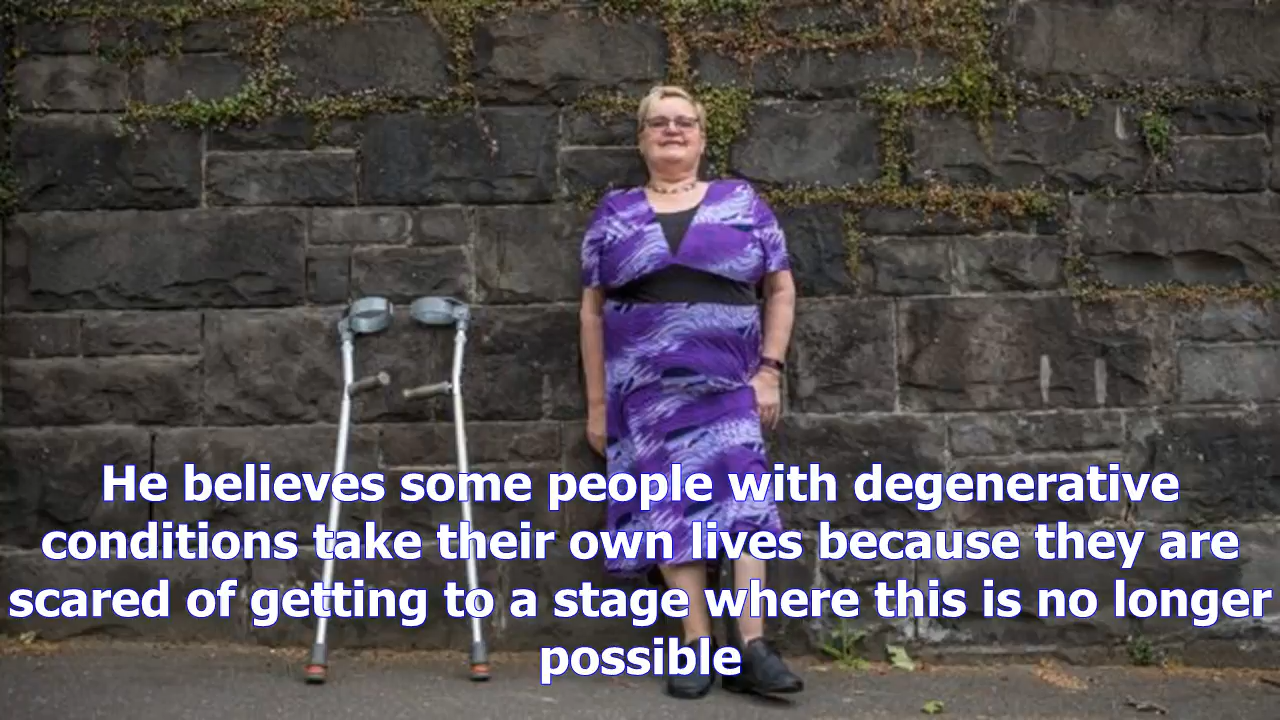 He believes some people with degenerative
conditions take their own lives because they are
scared of getting to a stage where this is no longer
possible